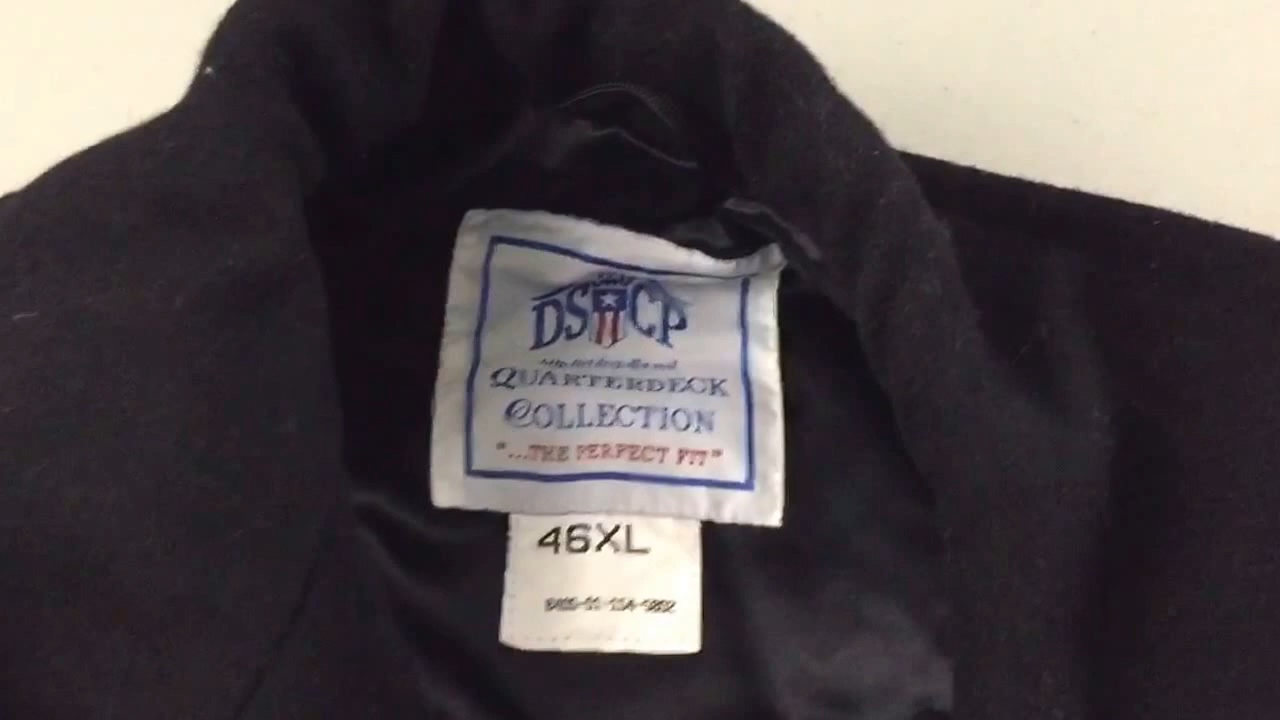 DSCP
QUARTERDECK
COLLECTION
"...THE PERFECT FIT"
46XL